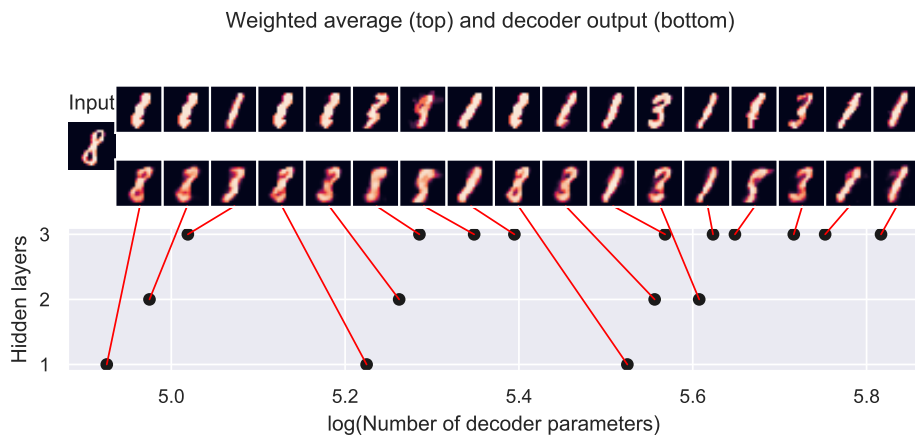 Weighted average (top) and decoder output (bottom)
Input
3
2
1
Hidden layers
5.0 5.2 5.4 5.6 5.8
log(Number of decoder parameters)